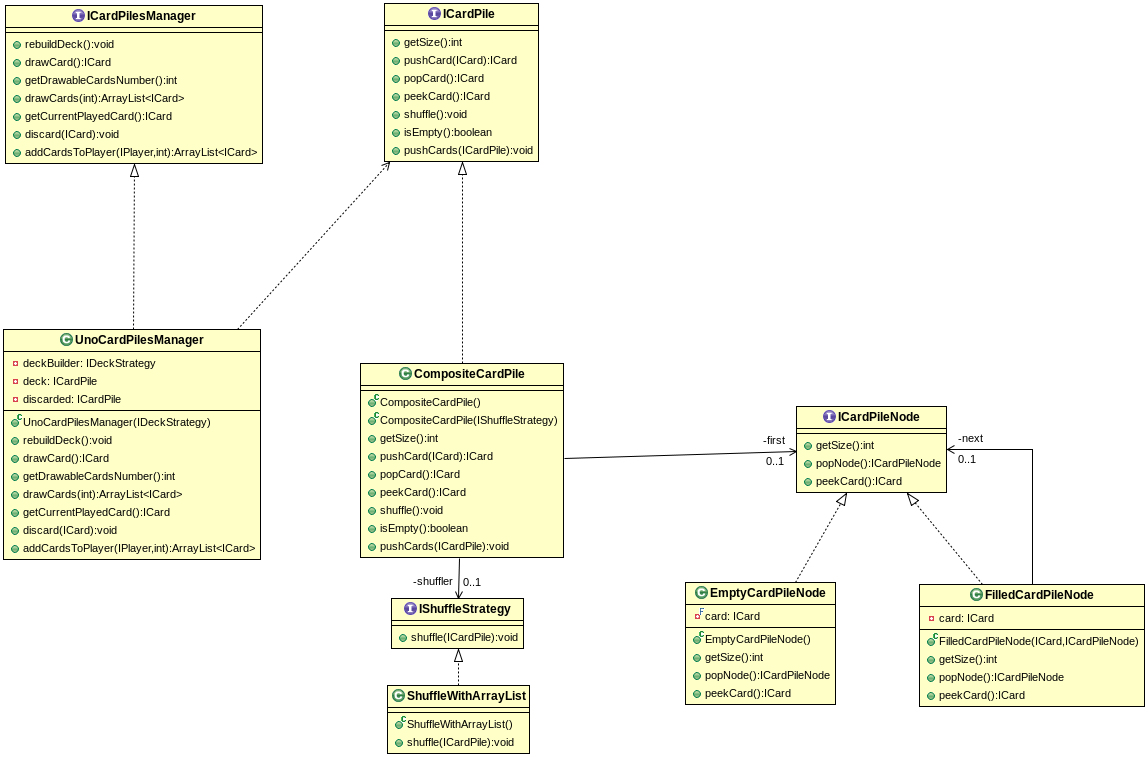 ICardPilesManager
rebuildDeck():void
drawCard():ICard
getDrawableCardsNumber():int
drawCards(int):ArrayList<ICard>
getCurrentPlayedCard():ICard
discard(ICard):void
addCardsToPlayer(IPlayer,int):ArrayList<ICard>
ICardPile
getSize():int
pushCard(ICard):ICard
popCard():ICard
peekCard():ICard
shuffle():void
isEmpty():boolean
pushCards(ICardPile):void
UnoCardPilesManager
deckBuilder: IDeckStrategy
deck: ICardPile
discarded: ICardPile
UnoCardPilesManager(IDeckStrategy)
rebuildDeck():void
drawCard():ICard
getDrawableCardsNumber():int
drawCards(int):ArrayList<ICard>
getCurrentPlayedCard():ICard
discard(ICard):void
addCardsToPlayer(IPlayer,int):ArrayList<ICard>
CompositeCardPile
CompositeCardPile()
CompositeCardPile(IShuffleStrategy)
getSize():int
pushCard(ICard):ICard
popCard():ICard
peekCard():ICard
shuffle():void
isEmpty():boolean
pushCards(ICardPile):void
-first
0..1
ICardPileNode
getSize():int
popNode():ICardPileNode
peekCard():ICard
-next
0..1
-shuffler
0..1
IShuffleStrategy
shuffle(ICardPile):void
ShuffleWithArrayList
ShuffleWithArrayList()
shuffle(ICardPile):void
EmptyCardPileNode
card: ICard
EmptyCardPileNode()
getSize():int
popNode():ICardPileNode
peekCard():ICard
FilledCardPileNode
card: ICard
FilledCardPileNode(ICard,ICardPileNode)
getSize():int
popNode():ICardPileNode
peekCard():ICard